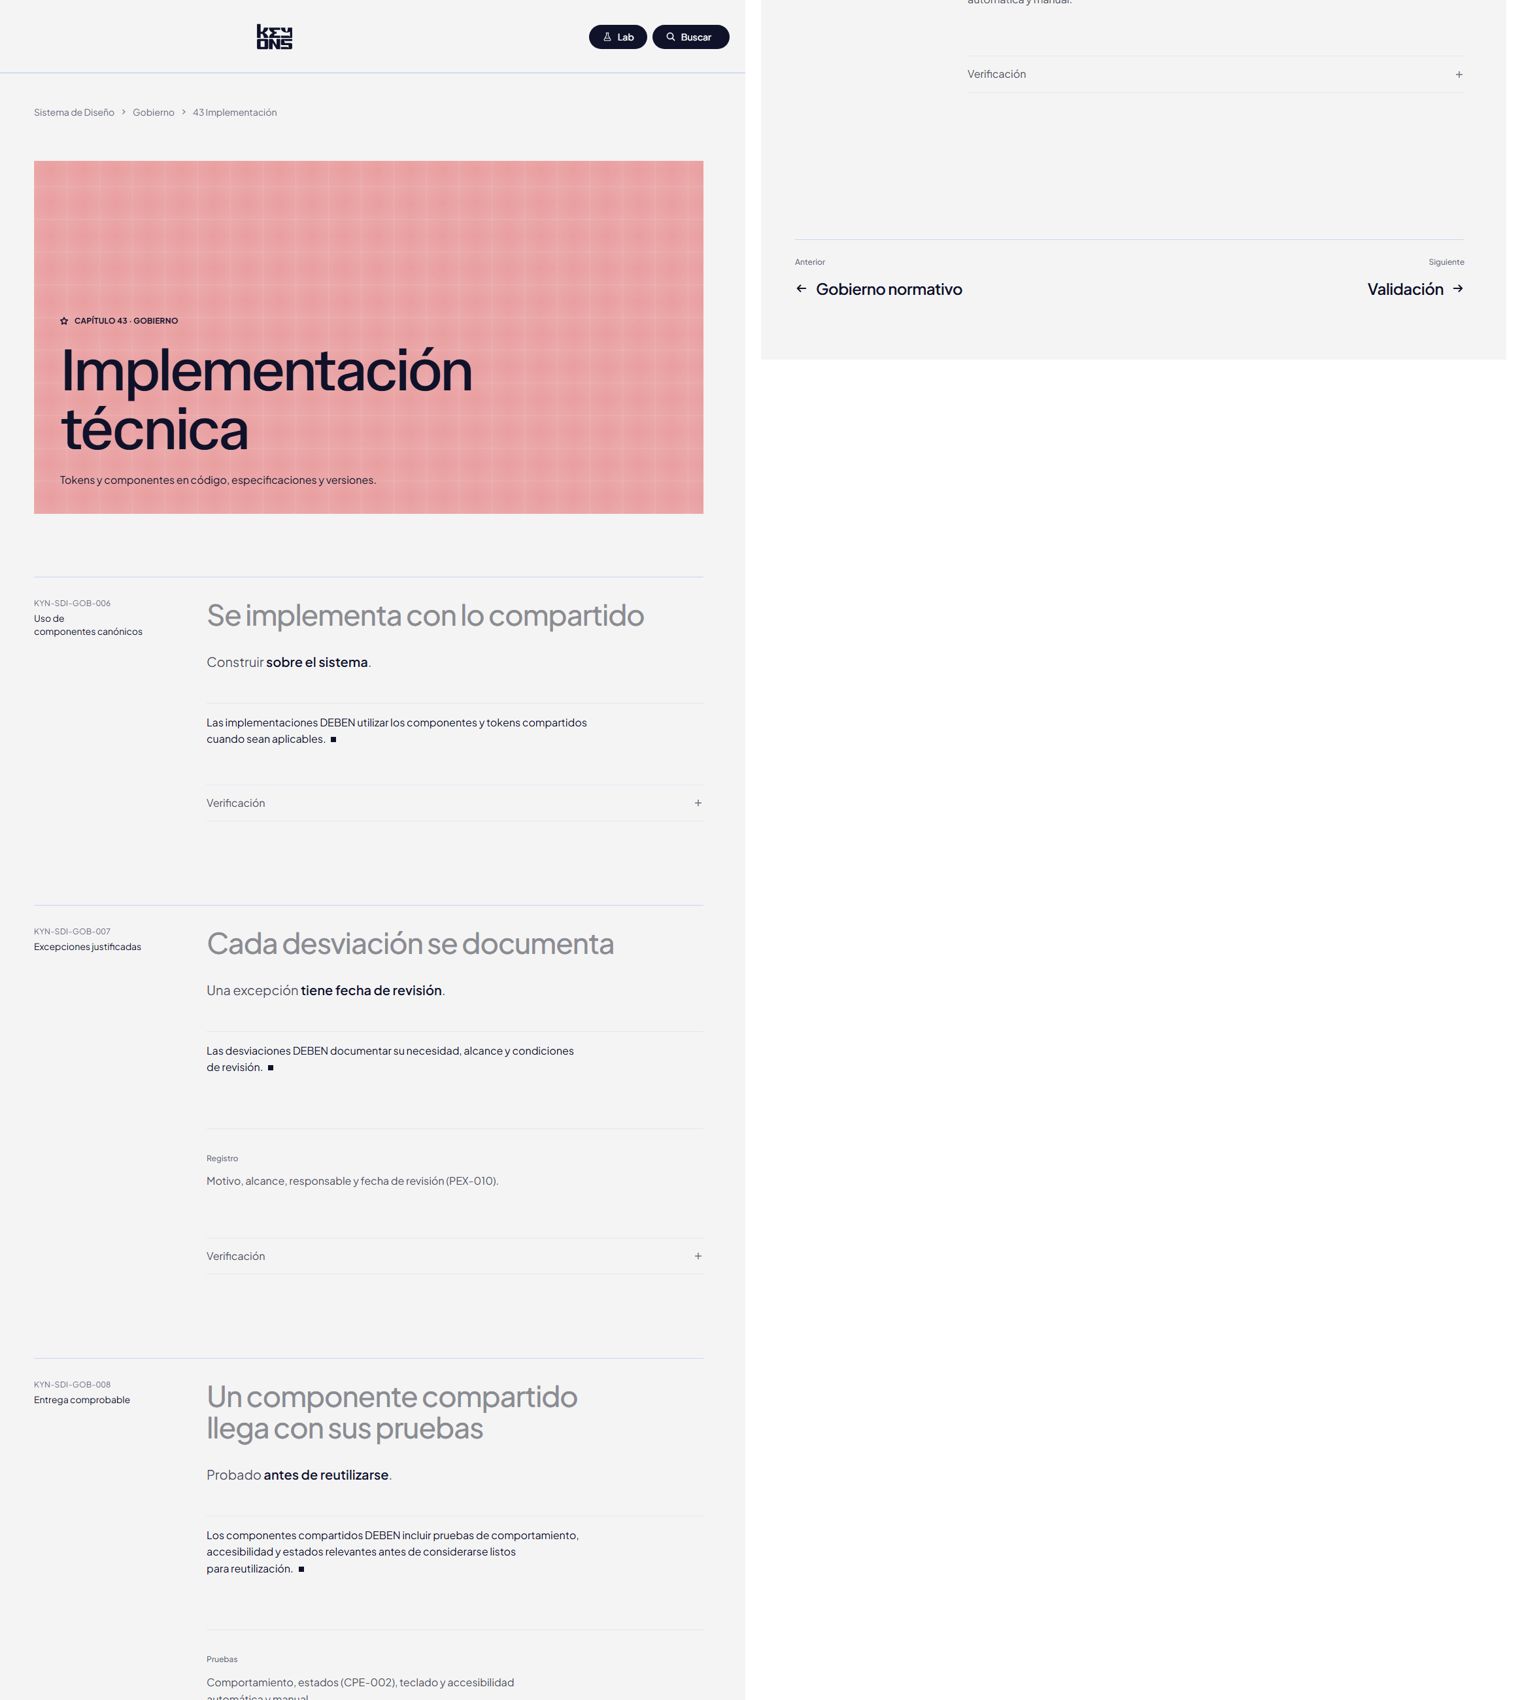 KEY
ONS
Lab
Buscar
Sistema de Diseño > Gobierno > 43 Implementación
CAPÍTULO 43 · GOBIERNO
Implementación
técnica
Tokens y componentes en código, especificaciones y versiones.
KYN-SDI-GOB-006
Uso de
componentes canónicos
Se implementa con lo compartido
Construir sobre el sistema.
Las implementaciones DEBEN utilizar los componentes y tokens compartidos
cuando sean aplicables. ■
Verificación +
KYN-SDI-GOB-007
Excepciones justificadas
Cada desviación se documenta
Una excepción tiene fecha de revisión.
Las desviaciones DEBEN documentar su necesidad, alcance y condiciones
de revisión. ■
Registro
Motivo, alcance, responsable y fecha de revisión (PEX-010).
Verificación +
KYN-SDI-GOB-008
Entrega comprobable
Un componente compartido
llega con sus pruebas
Probado antes de reutilizarse.
Los componentes compartidos DEBEN incluir pruebas de comportamiento,
accesibilidad y estados relevantes antes de considerarse listos
para reutilización. ■
Pruebas
Comportamiento, estados (CPE-002), teclado y accesibilidad
automática y manual.
automática y manual.
Verificación +
Anterior
← Gobierno normativo
Siguiente
Validación →